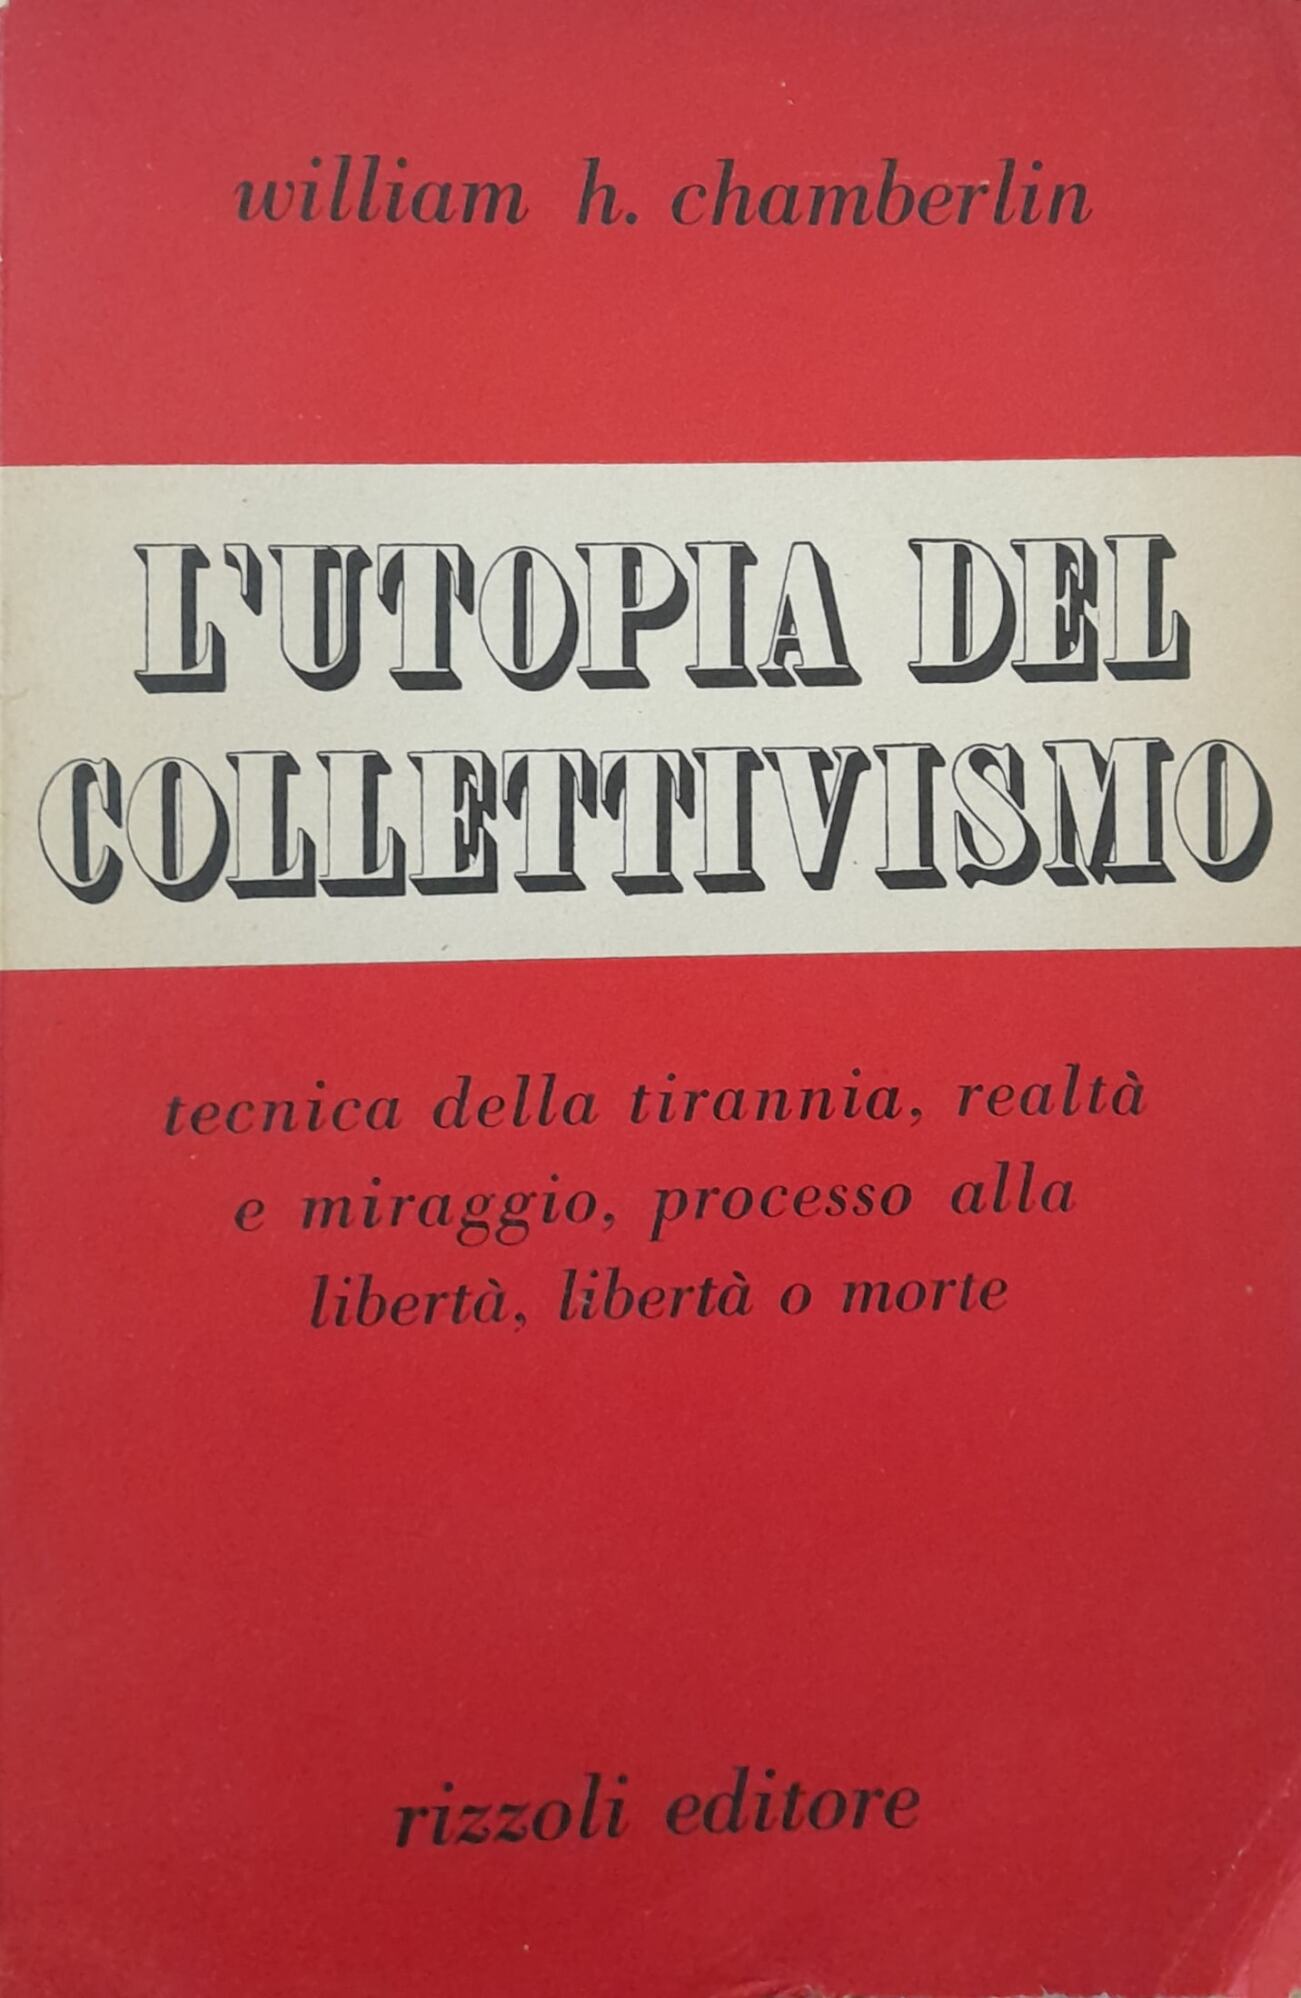 william h. chamberlin
L'UTOPIA DEL
COLLETTIVISMO
tecnica della tirannia, realtà
e miraggio, processo alla
libertà, libertà o morte
rizzoli editore